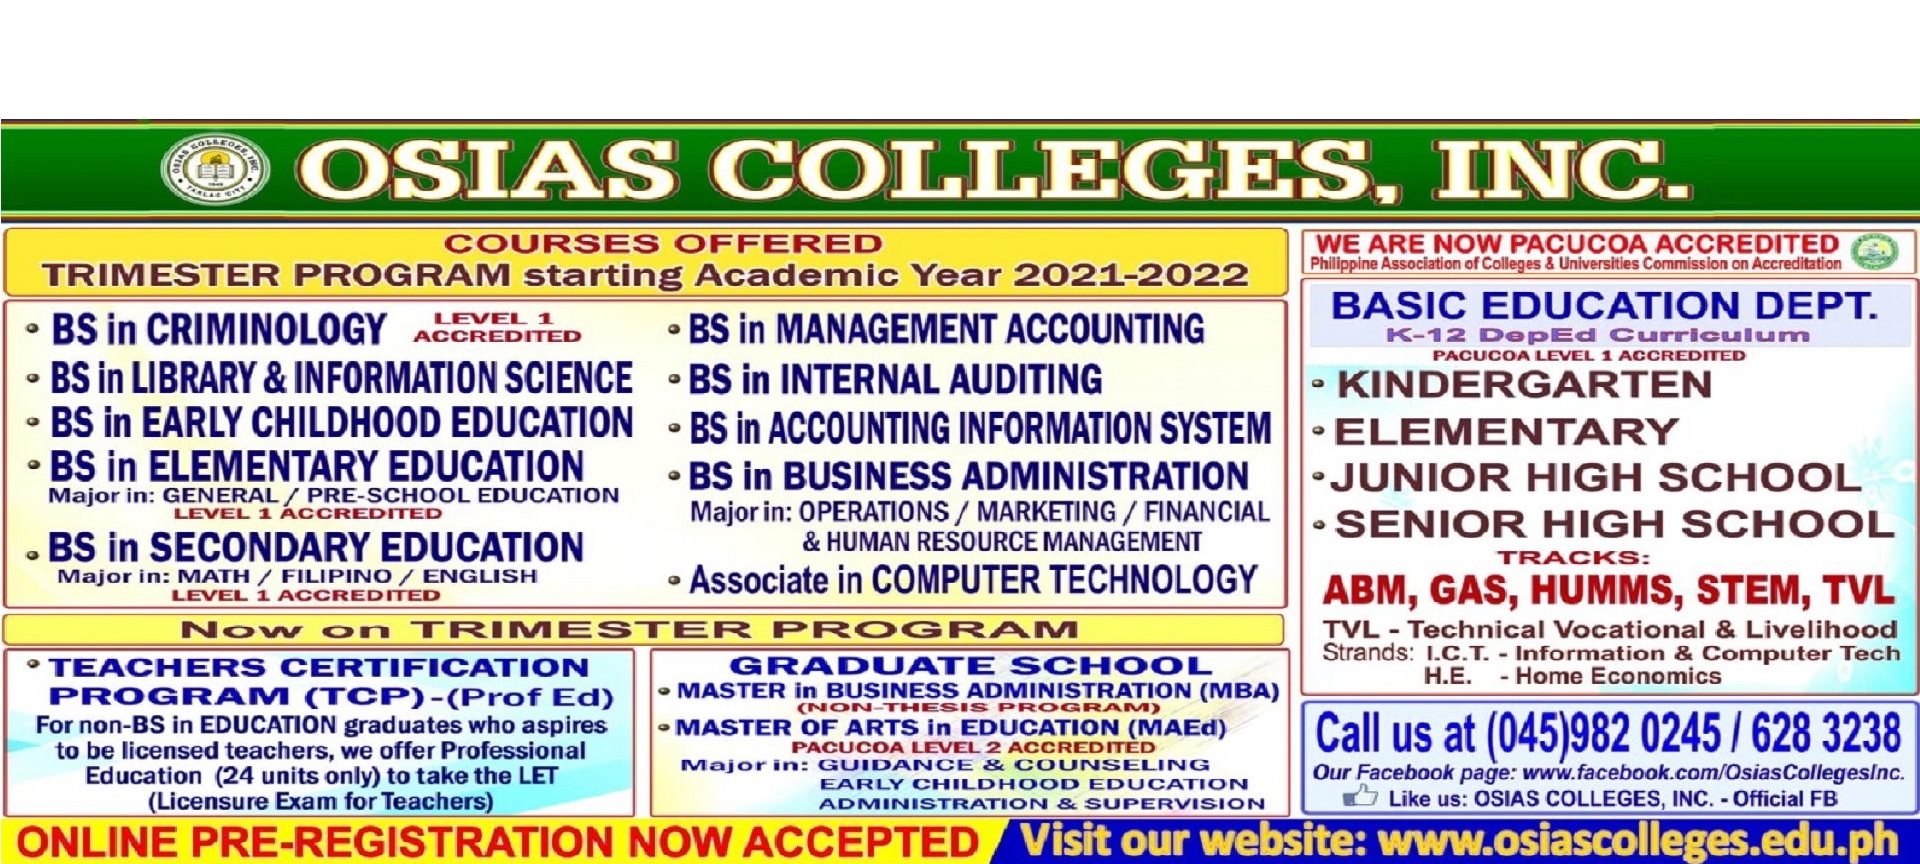 OSIAS COLLEGES, INC.
OSIAS COLLEGES, INC.
1949
TARLAC CITY
COURSES OFFERED
TRIMESTER PROGRAM starting Academic Year 2021-2022
• BS in CRIMINOLOGY LEVEL 1
ACCREDITED
• BS in LIBRARY & INFORMATION SCIENCE
• BS in EARLY CHILDHOOD EDUCATION
• BS in ELEMENTARY EDUCATION
Major in: GENERAL / PRE-SCHOOL EDUCATION
LEVEL 1 ACCREDITED
• BS in SECONDARY EDUCATION
Major in: MATH / FILIPINO / ENGLISH
LEVEL 1 ACCREDITED
• BS in MANAGEMENT ACCOUNTING
• BS in INTERNAL AUDITING
• BS in ACCOUNTING INFORMATION SYSTEM
• BS in BUSINESS ADMINISTRATION
Major in: OPERATIONS / MARKETING / FINANCIAL
& HUMAN RESOURCE MANAGEMENT
• Associate in COMPUTER TECHNOLOGY
Now on TRIMESTER PROGRAM
• TEACHERS CERTIFICATION
PROGRAM (TCP)-(Prof Ed)
For non-BS in EDUCATION graduates who aspires
to be licensed teachers, we offer Professional
Education (24 units only) to take the LET
(Licensure Exam for Teachers)
GRADUATE SCHOOL
• MASTER in BUSINESS ADMINISTRATION (MBA)
(NON-THESIS PROGRAM)
• MASTER OF ARTS in EDUCATION (MAEd)
PACUCOA LEVEL 2 ACCREDITED
Major in: GUIDANCE & COUNSELING
EARLY CHILDHOOD EDUCATION
ADMINISTRATION & SUPERVISION
WE ARE NOW PACUCOA ACCREDITED
Philippine Association of Colleges & Universities Commission on Accreditation
BASIC EDUCATION DEPT.
K-12 DepEd Curriculum
PACUCOA LEVEL 1 ACCREDITED
• KINDERGARTEN
• ELEMENTARY
• JUNIOR HIGH SCHOOL
• SENIOR HIGH SCHOOL
TRACKS:
ABM, GAS, HUMMS, STEM, TVL
TVL - Technical Vocational & Livelihood
Strands: I.C.T. - Information & Computer Tech
H.E. - Home Economics
Call us at (045)982 0245 / 628 3238
Our Facebook page: www.facebook.com/OsiasCollegesInc.
Like us: OSIAS COLLEGES, INC. - Official FB
ONLINE PRE-REGISTRATION NOW ACCEPTED
Visit our website: www.osiascolleges.edu.ph